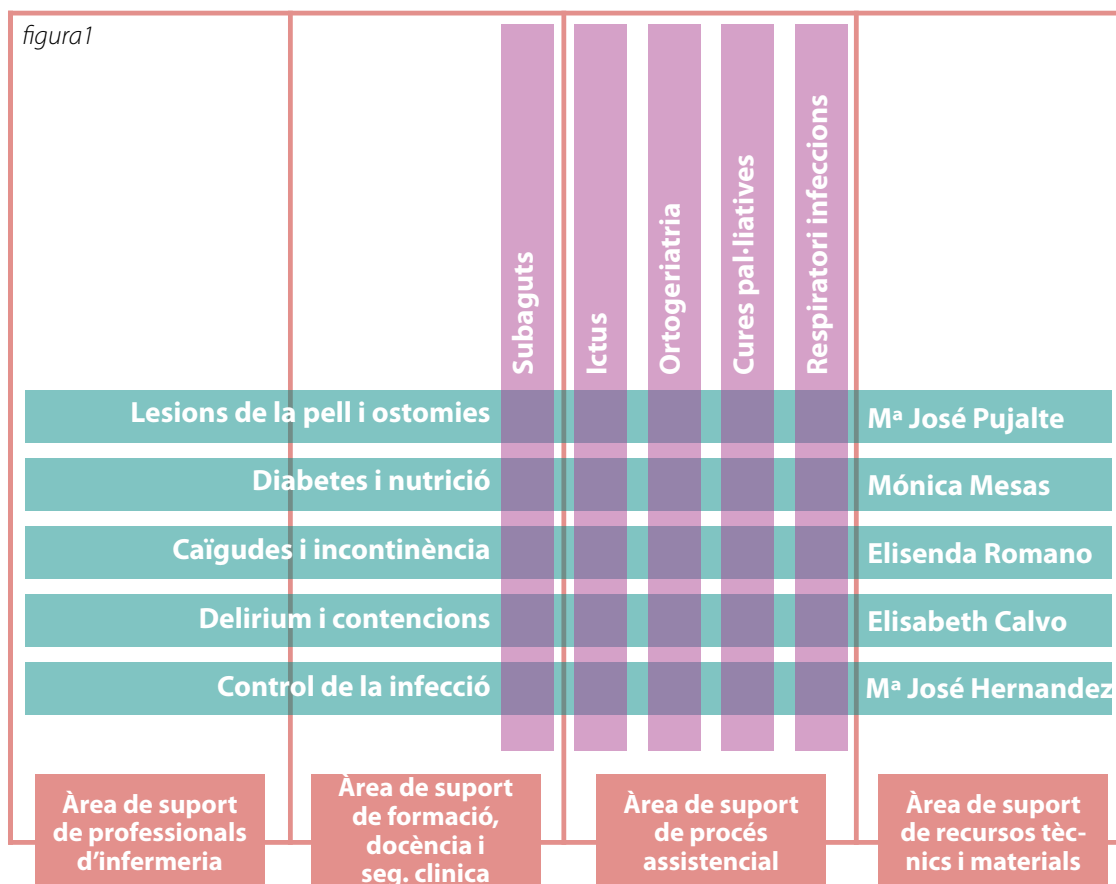 figura1
Subaguts
Ictus
Ortogeriatria
Cures pal·liatives
Respiratori infeccions
Lesions de la pell i ostomies
Mª José Pujalte
Diabetes i nutrició
Mónica Mesas
Caïgudes i incontinència
Elisenda Romano
Delirium i contencions
Elisabeth Calvo
Control de la infecció
Mª José Hernandez
Àrea de suport
de professionals
d’infermeria
Àrea de suport
de formació,
docència i
seg. clinica
Àrea de suport
de procés
assistencial
Àrea de suport
de recursos tèc-
nics i materials